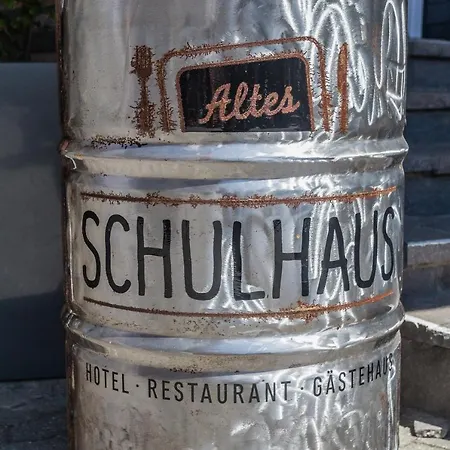 Altes
SCHULHAUS
HOTEL · RESTAURANT · GÄSTEHAUS